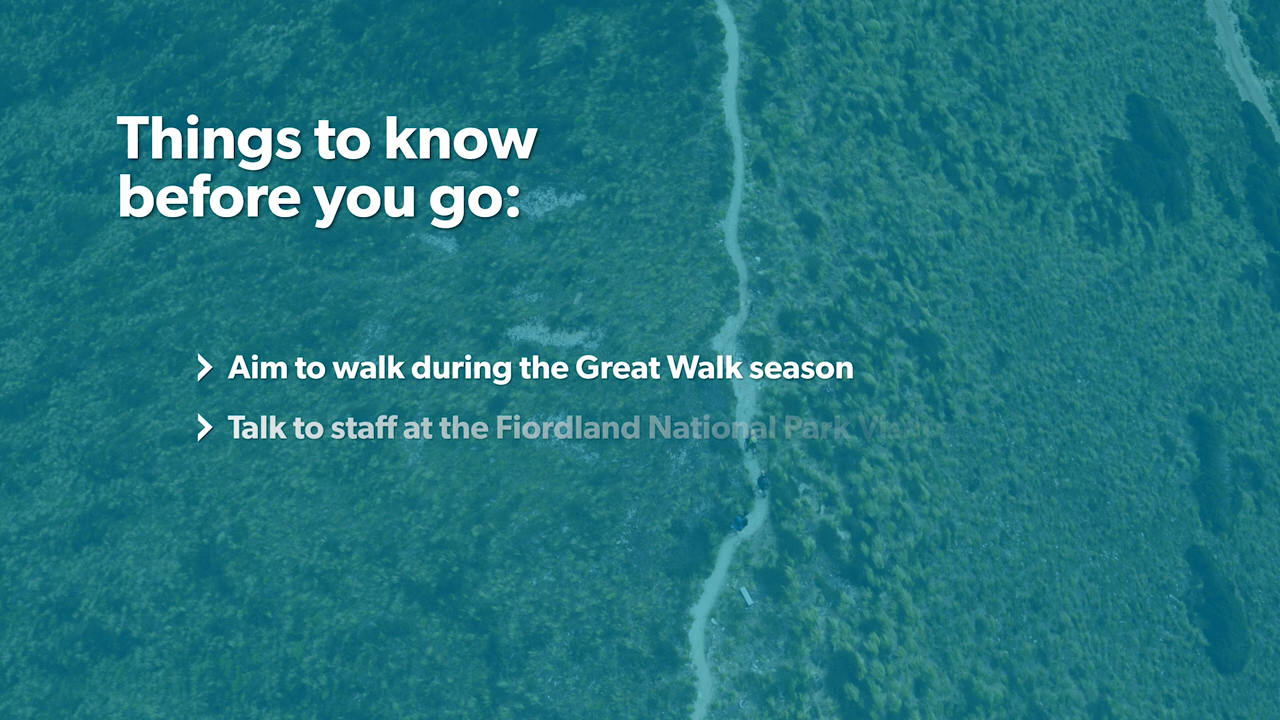 Things to know
before you go:
Aim to walk during the Great Walk season
Talk to staff at the Fiordland National Park